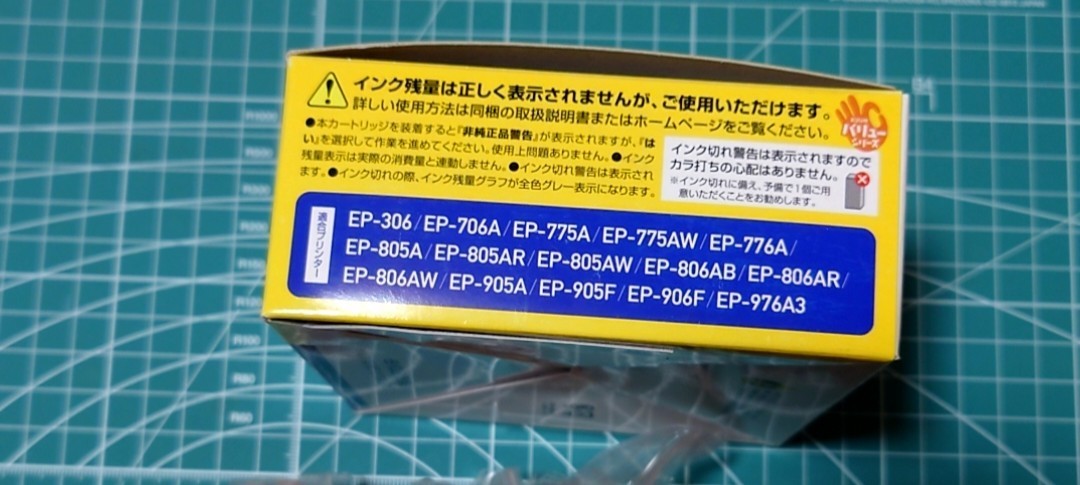 インク残量は正しく表示されませんが、ご使用いただけます。
詳しい使用方法は同梱の取扱説明書またはホームページをご覧ください。
●本カートリッジを装着すると『非純正品警告』が表示されますが、『は
い』を選択して作業を進めてください。使用上問題ありません。●インク
残量表示は実際の消費量と連動しません。●インク切れ警告は表示され
ます。●インク切れの際、インク残量グラフが全色グレー表示になります。
バリュー
シリーズ
インク切れ警告は表示されますので
カラ打ちの心配はありません。
※インク切れに備え、予備で1個ご用
意いただくことをお勧めします。
適合プリンター
EP-306/EP-706A/EP-775A/EP-775AW/EP-776A/
EP-805A/EP-805AR/EP-805AW/EP-806AB/EP-806AR/
EP-806AW/EP-905A/EP-905F/EP-906F/EP-976A3
R100
R80
R60